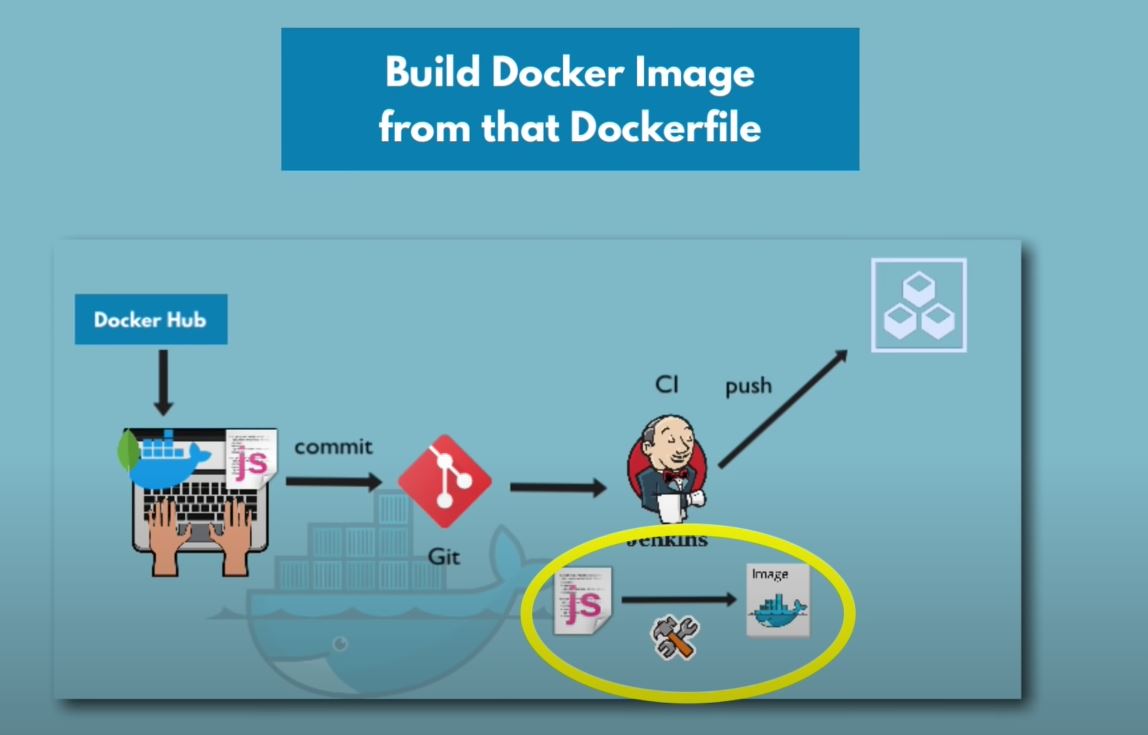 Build Docker Image
from that Dockerfile
Docker Hub
CI
push
commit
js
Git
Jenkins
js
Image